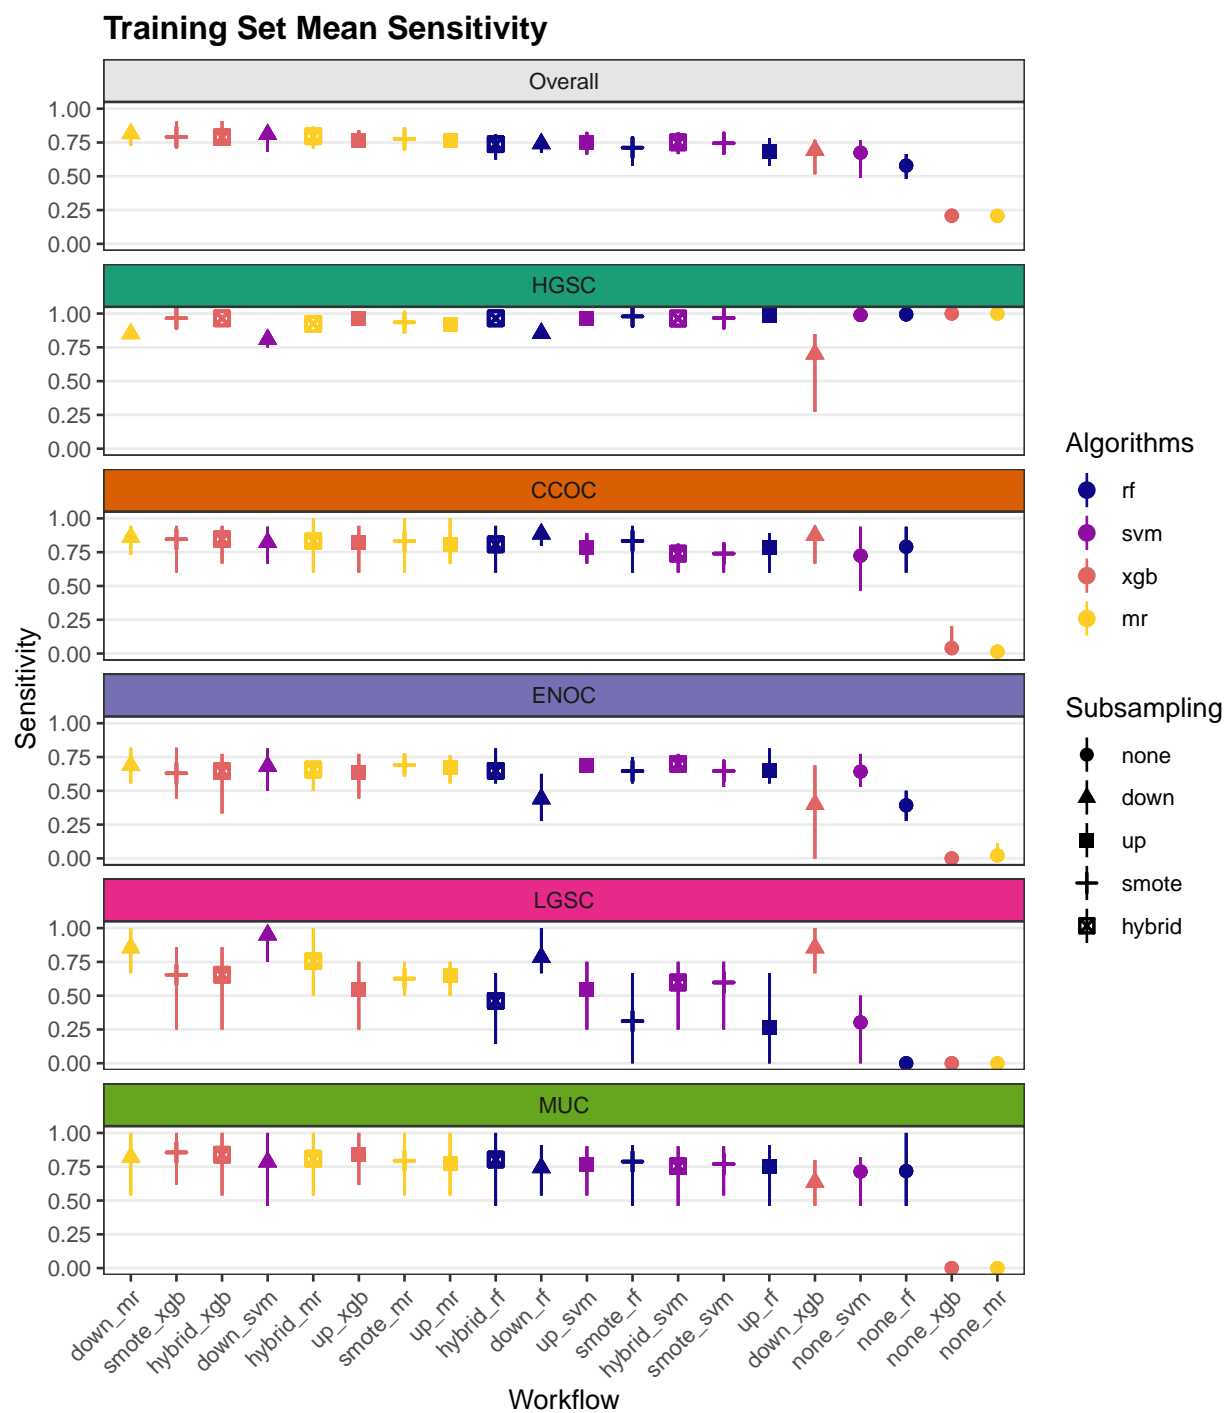 Training Set Mean Sensitivity
Overall
1.00
0.75
0.50
0.25
0.00
HGSC
1.00
0.75
0.50
0.25
0.00
CCOC
1.00
0.75
0.50
0.25
0.00
ENOC
1.00
0.75
0.50
0.25
0.00
LGSC
1.00
0.75
0.50
0.25
0.00
MUC
1.00
0.75
0.50
0.25
0.00
Sensitivity
down_mr
smote_xgb
hybrid_xgb
down_svm
hybrid_mr
up_xgb
smote_mr
up_mr
hybrid_rf
down_rf
up_svm
smote_rf
hybrid_svm
smote_svm
up_rf
down_xgb
none_svm
none_rf
none_xgb
none_mr
Workflow
Algorithms
rf
svm
xgb
mr
Subsampling
none
down
up
smote
hybrid